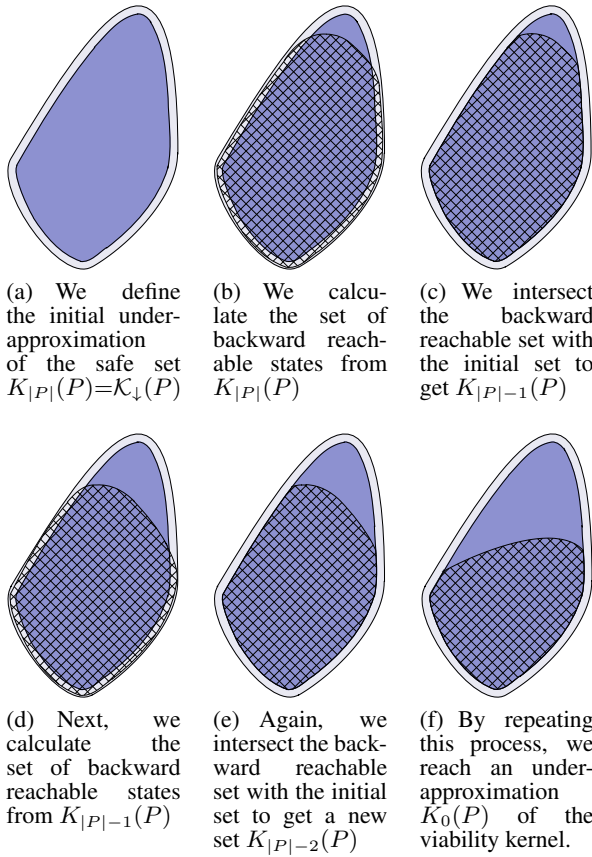 (a) We define
the initial under-
approximation
of the safe set
K_{|P|}(P)=𝒦_↓(P)
(b) We calcu-
late the set of
backward reach-
able states from
K_{|P|}(P)
(c) We intersect
the backward
reachable set with
the initial set to
get K_{|P|−1}(P)
(d) Next, we
calculate the
set of backward
reachable states
from K_{|P|−1}(P)
(e) Again, we
intersect the back-
ward reachable
set with the initial
set to get a new
set K_{|P|−2}(P)
(f) By repeating
this process, we
reach an under-
approximation
K_0(P) of the
viability kernel.